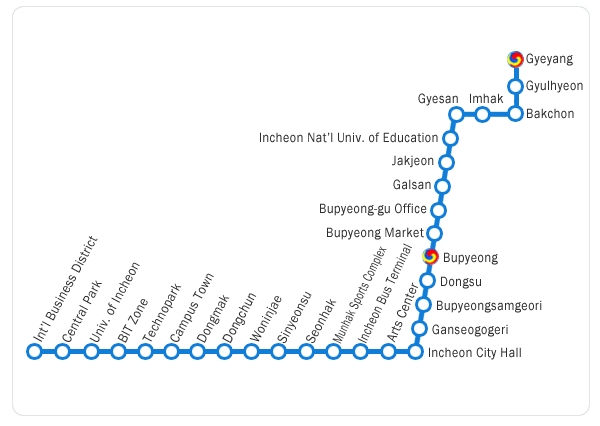 Gyeyang
Gyulhyeon
Gyesan
Imhak
Bakchon
Incheon Nat'l Univ. of Education
Jakjeon
Galsan
Bupyeong-gu Office
Bupyeong Market
Bupyeong
Dongsu
Bupyeongsamgeori
Ganseogogeri
Incheon City Hall
Int'l Business District
Central Park
Univ. of Incheon
BIT Zone
Technopark
Campus Town
Dongmak
Dongchun
Woninjae
Sinyeonsu
Seonhak
Munhak Sports Complex
Incheon Bus Terminal
Arts Center